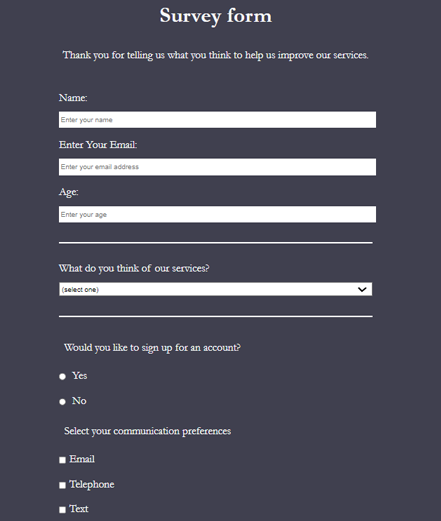 Survey form
Thank you for telling us what you think to help us improve our services.
Name:
Enter your name
Enter Your Email:
Enter your email address
Age:
Enter your age
What do you think of our services?
(select one)
Would you like to sign up for an account?
Yes
No
Select your communication preferences
Email
Telephone
Text